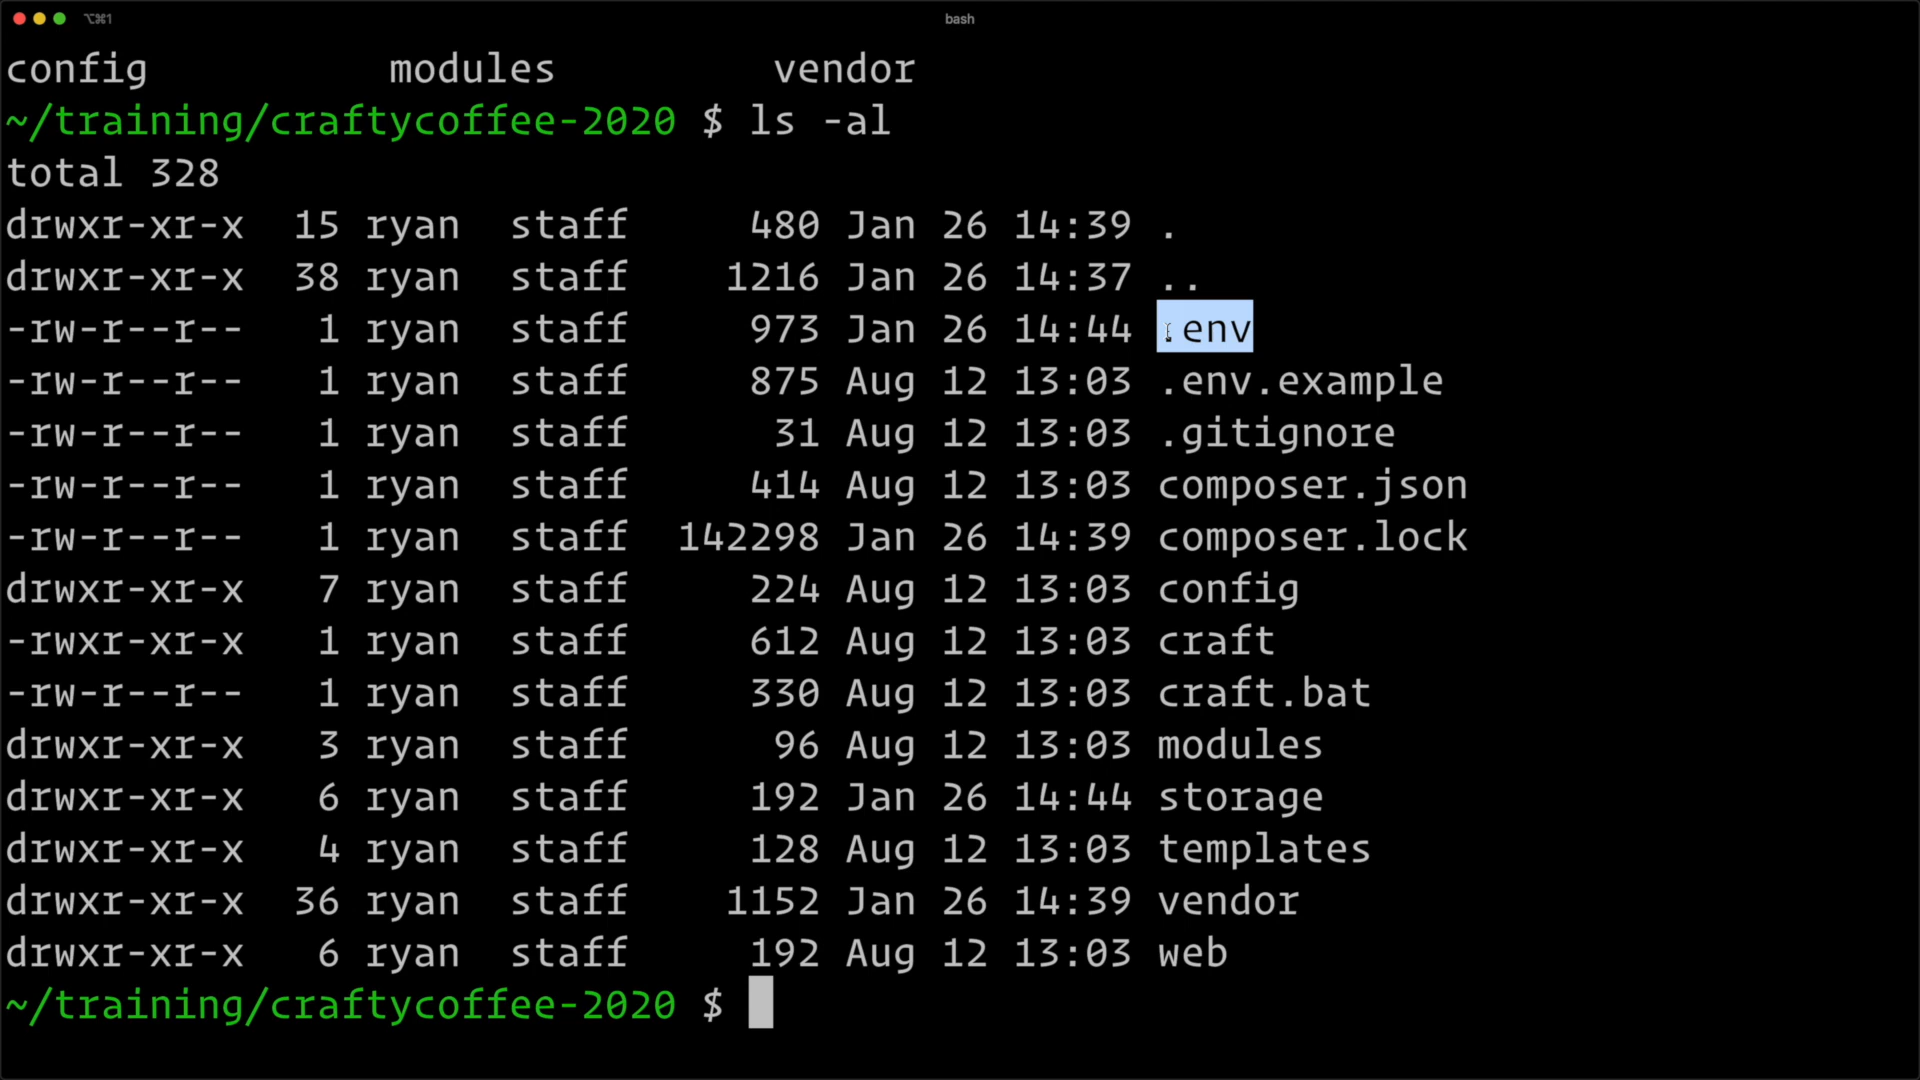 ⌥⌘1 bash
config modules vendor
~/training/craftycoffee-2020 $ ls -al
total 328
drwxr-xr-x 15 ryan staff 480 Jan 26 14:39 .
drwxr-xr-x 38 ryan staff 1216 Jan 26 14:37 ..
-rw-r--r-- 1 ryan staff 973 Jan 26 14:44 .env
-rw-r--r-- 1 ryan staff 875 Aug 12 13:03 .env.example
-rw-r--r-- 1 ryan staff 31 Aug 12 13:03 .gitignore
-rw-r--r-- 1 ryan staff 414 Aug 12 13:03 composer.json
-rw-r--r-- 1 ryan staff 142298 Jan 26 14:39 composer.lock
drwxr-xr-x 7 ryan staff 224 Aug 12 13:03 config
-rwxr-xr-x 1 ryan staff 612 Aug 12 13:03 craft
-rw-r--r-- 1 ryan staff 330 Aug 12 13:03 craft.bat
drwxr-xr-x 3 ryan staff 96 Aug 12 13:03 modules
drwxr-xr-x 6 ryan staff 192 Jan 26 14:44 storage
drwxr-xr-x 4 ryan staff 128 Aug 12 13:03 templates
drwxr-xr-x 36 ryan staff 1152 Jan 26 14:39 vendor
drwxr-xr-x 6 ryan staff 192 Aug 12 13:03 web
~/training/craftycoffee-2020 $